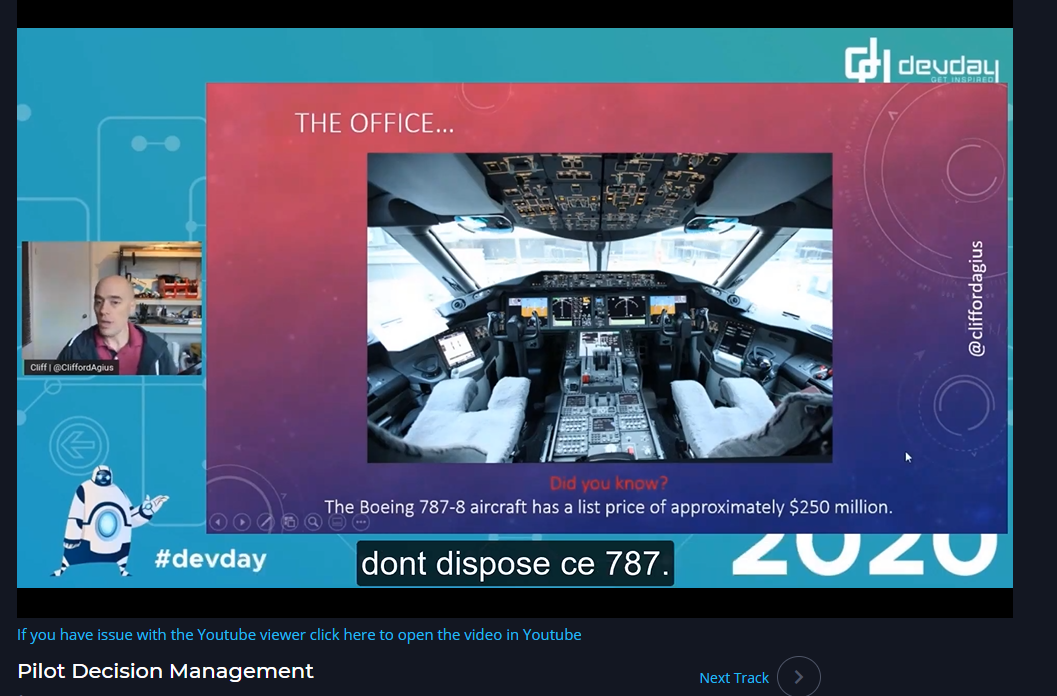 devday
GET INSPIRED
THE OFFICE...
@cliffordagius
Cliff | @CliffordAgius
Did you know?
The Boeing 787-8 aircraft has a list price of approximately $250 million.
#devday
2020
dont dispose ce 787.
If you have issue with the Youtube viewer click here to open the video in Youtube
Pilot Decision Management
Next Track